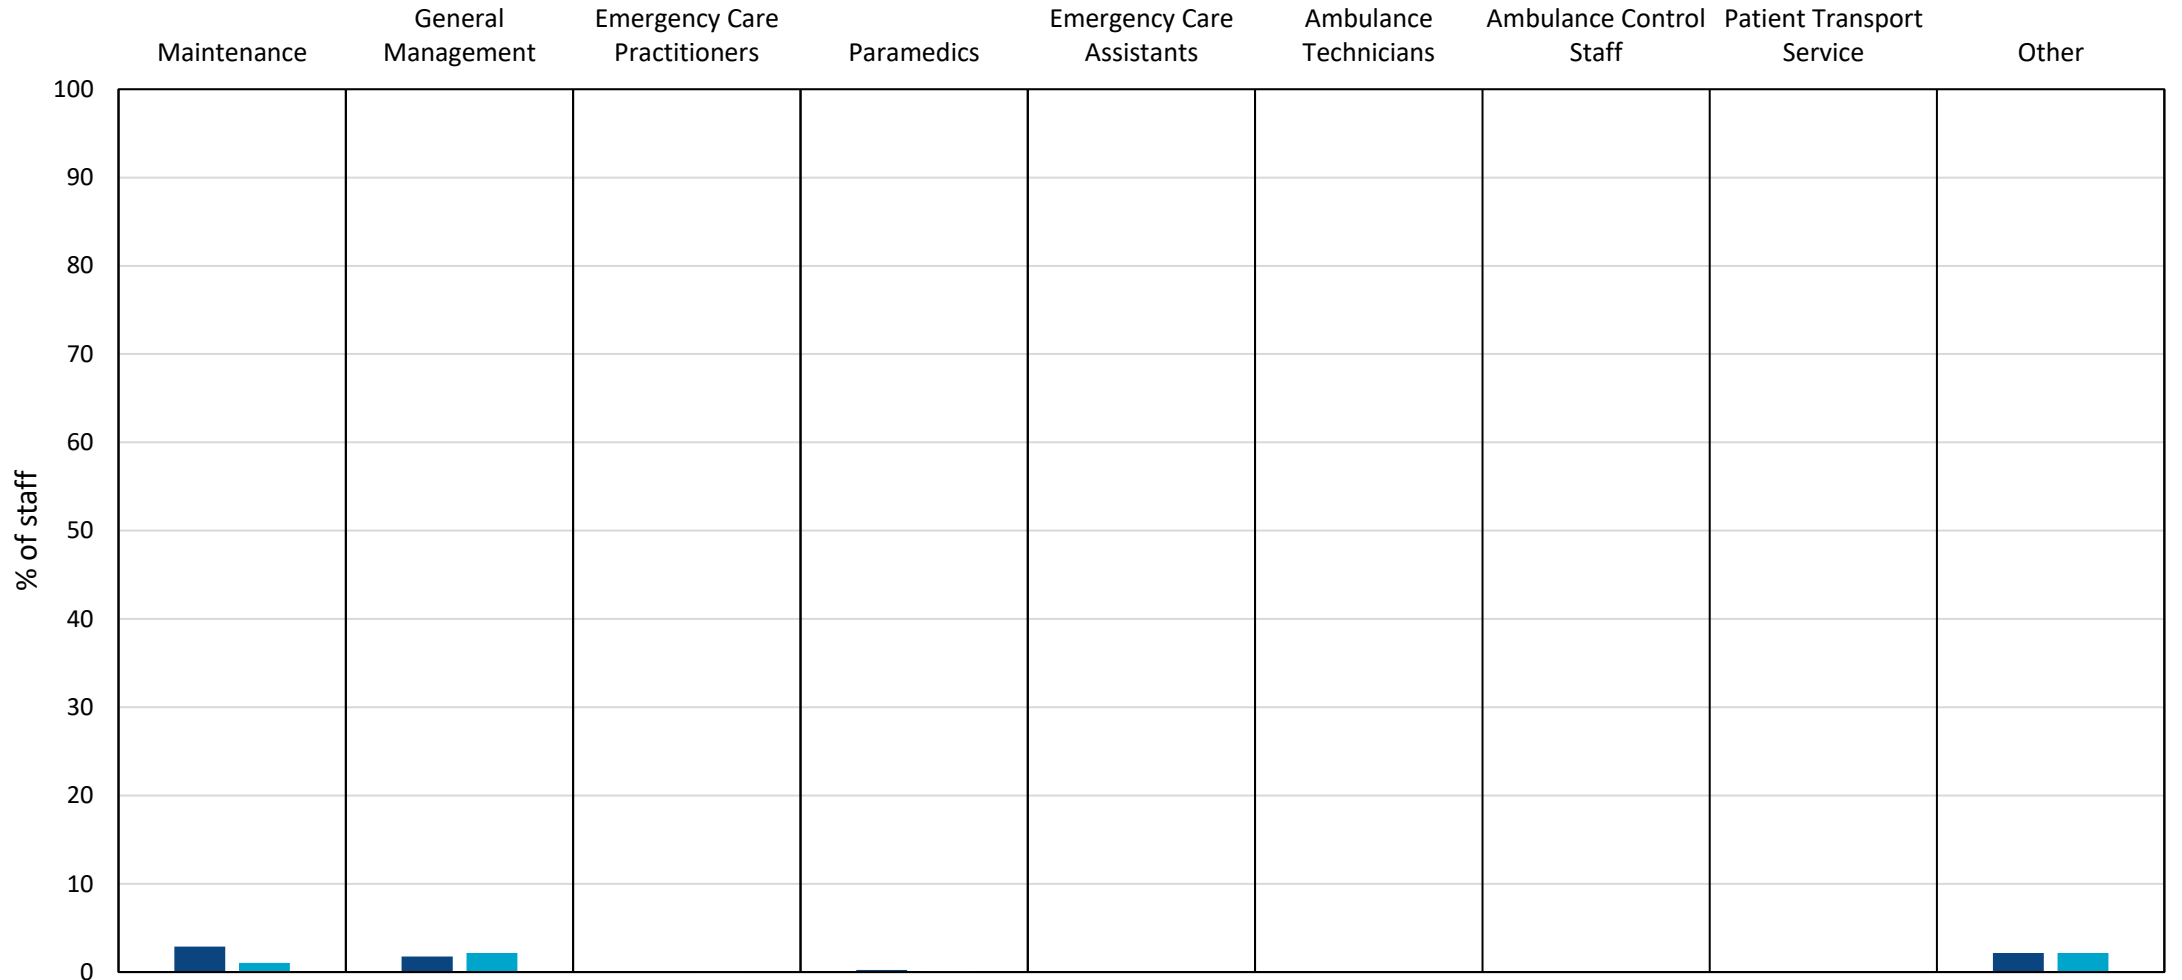 Maintenance
General
Management
Emergency Care
Practitioners
Paramedics
Emergency Care
Assistants
Ambulance
Technicians
Ambulance Control
Staff
Patient Transport
Service
Other
% of staff
100
90
80
70
60
50
40
30
20
10
0